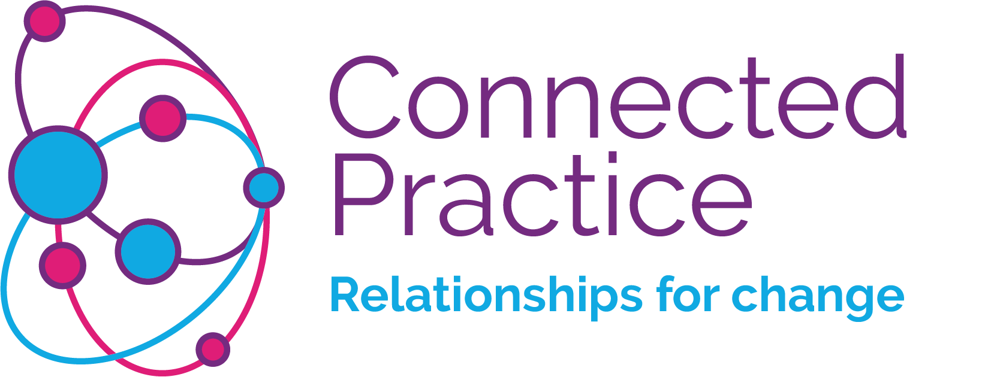 Connected
Practice
Relationships for change